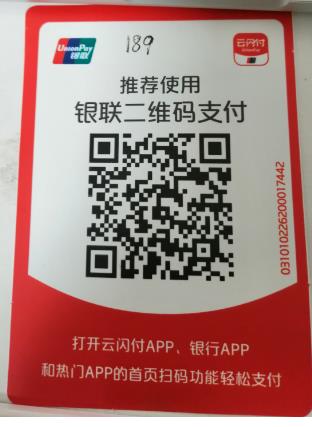 UnionPay
银联
189
云闪付
UnionPay
推荐使用
银联二维码支付
031010226200017442
打开云闪付APP、银行APP
和热门APP的首页扫码功能轻松支付